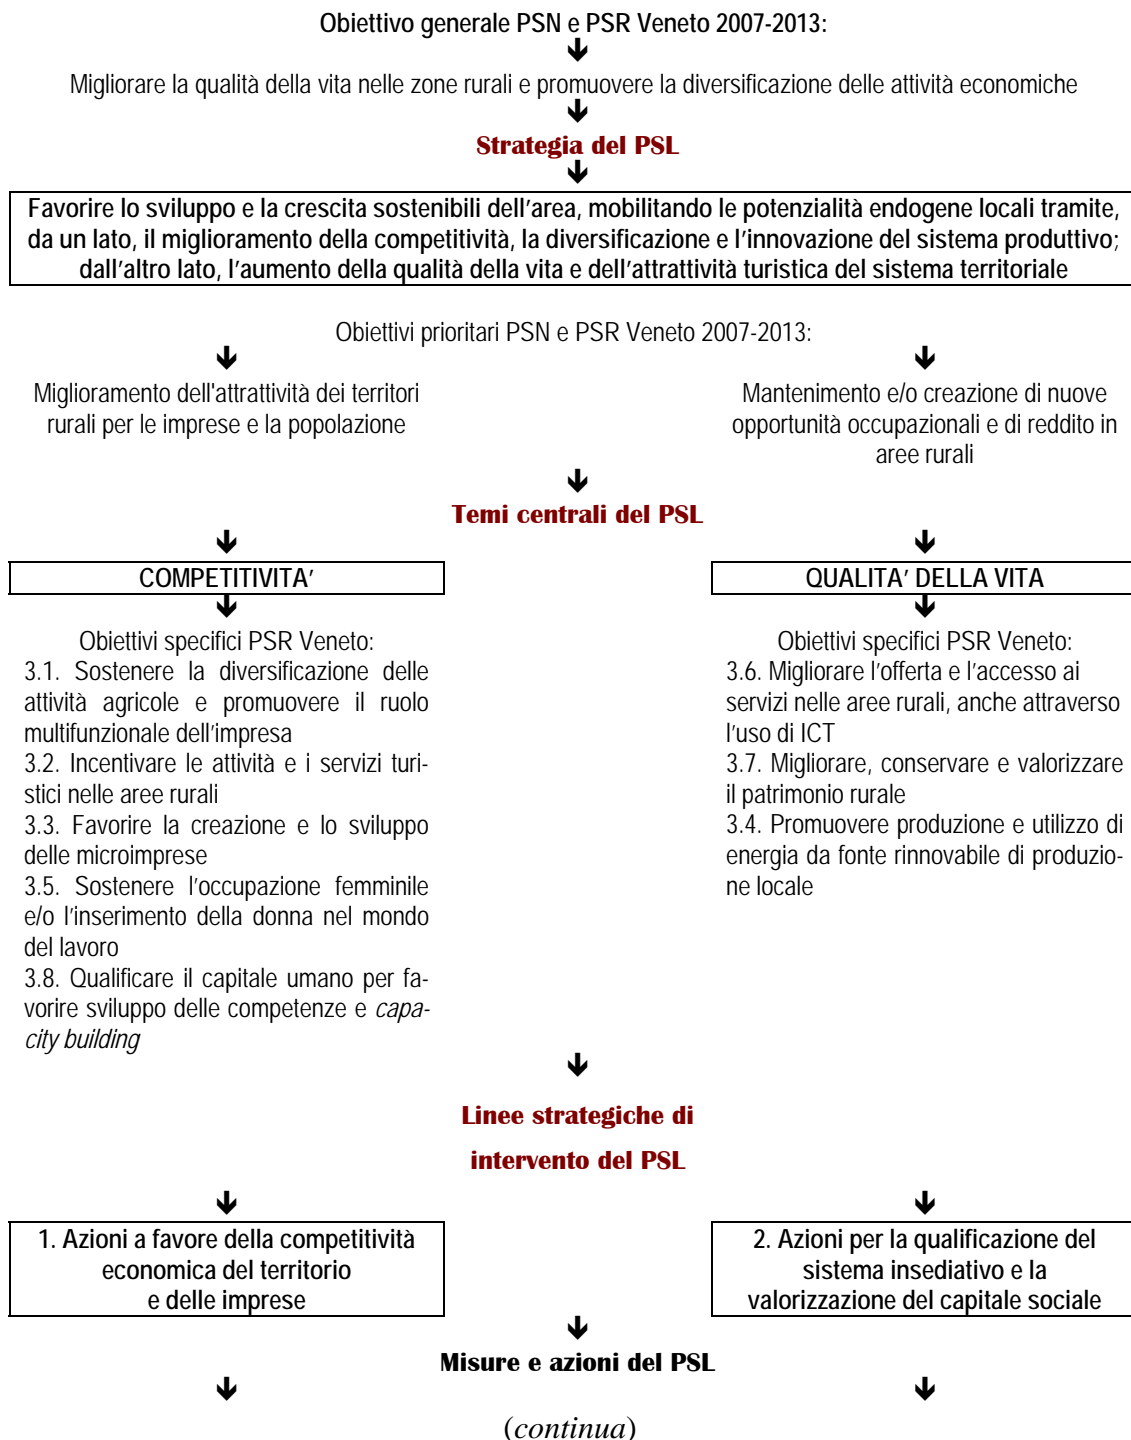 Obiettivo generale PSN e PSR Veneto 2007-2013:
Migliorare la qualità della vita nelle zone rurali e promuovere la diversificazione delle attività economiche
Strategia del PSL
Favorire lo sviluppo e la crescita sostenibili dell'area, mobilitando le potenzialità endogene locali tramite,
da un lato, il miglioramento della competitività, la diversificazione e l'innovazione del sistema produttivo;
dall'altro lato, l'aumento della qualità della vita e dell'attrattività turistica del sistema territoriale
Obiettivi prioritari PSN e PSR Veneto 2007-2013:
Miglioramento dell'attrattività dei territori
rurali per le imprese e la popolazione
Mantenimento e/o creazione di nuove
opportunità occupazionali e di reddito in
aree rurali
Temi centrali del PSL
COMPETITIVITA'
Obiettivi specifici PSR Veneto:
3.1. Sostenere la diversificazione delle
attività agricole e promuovere il ruolo
multifunzionale dell'impresa
3.2. Incentivare le attività e i servizi turi-
stici nelle aree rurali
3.3. Favorire la creazione e lo sviluppo
delle microimprese
3.5. Sostenere l'occupazione femminile
e/o l'inserimento della donna nel mondo
del lavoro
3.8. Qualificare il capitale umano per fa-
vorire sviluppo delle competenze e capa-
city building
QUALITA' DELLA VITA
Obiettivi specifici PSR Veneto:
3.6. Migliorare l'offerta e l'accesso ai
servizi nelle aree rurali, anche attraverso
l'uso di ICT
3.7. Migliorare, conservare e valorizzare
il patrimonio rurale
3.4. Promuovere produzione e utilizzo di
energia da fonte rinnovabile di produzio-
ne locale
Linee strategiche di
intervento del PSL
1. Azioni a favore della competitività
economica del territorio
e delle imprese
2. Azioni per la qualificazione del
sistema insediativo e la
valorizzazione del capitale sociale
Misure e azioni del PSL
(continua)